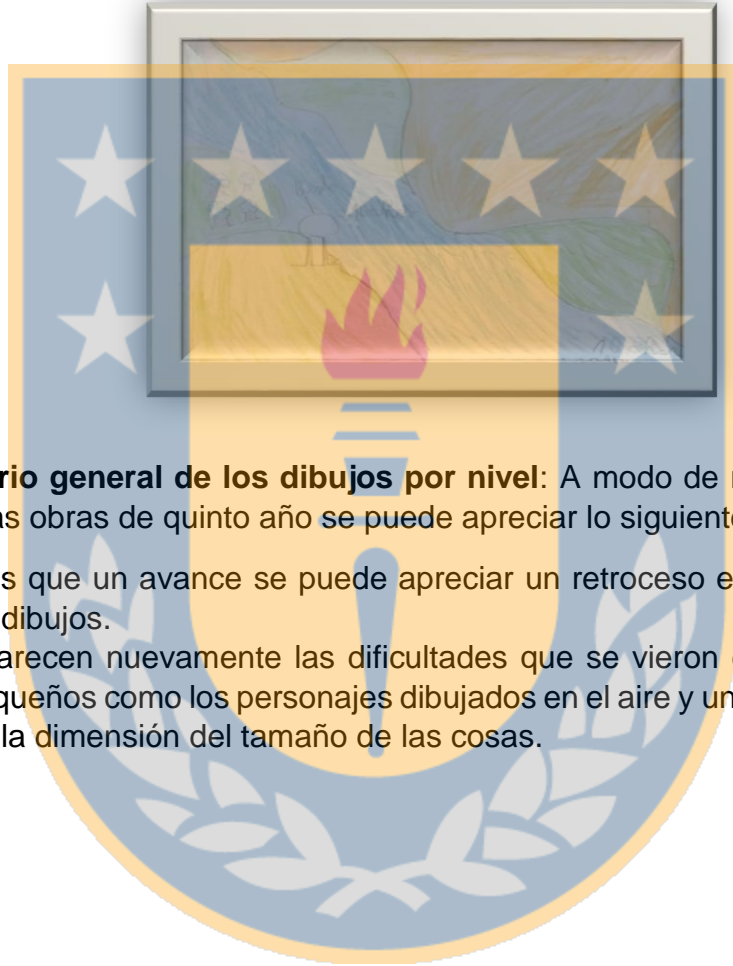 rio general de los dibujos por nivel: A modo de
as obras de quinto año se puede apreciar lo siguient
s que un avance se puede apreciar un retroceso e
dibujos.
arecen nuevamente las dificultades que se vieron
queños como los personajes dibujados en el aire y un
la dimensión del tamaño de las cosas.